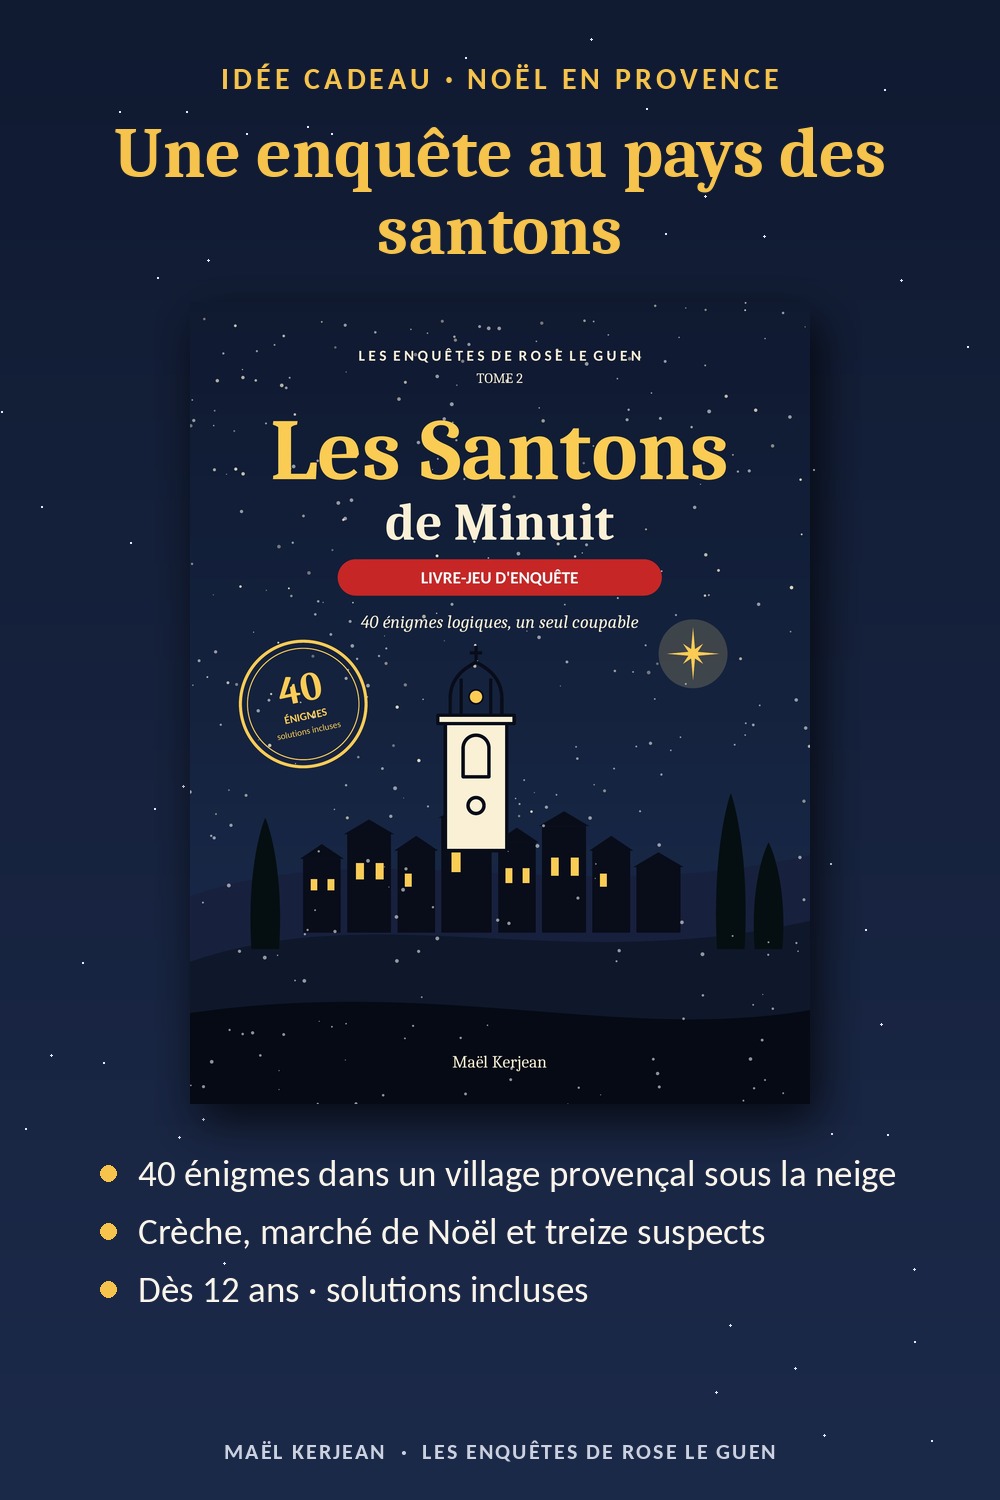 IDÉE CADEAU · NOËL EN PROVENCE
Une enquête au pays des
santons
LES ENQUÊTES DE ROSE LE GUEN
TOME 2
Les Santons
de Minuit
LIVRE-JEU D'ENQUÊTE
40 énigmes logiques, un seul coupable
40
ÉNIGMES
solutions incluses
Maël Kerjean
40 énigmes dans un village provençal sous la neige
Crèche, marché de Noël et treize suspects
Dès 12 ans · solutions incluses
MAËL KERJEAN · LES ENQUÊTES DE ROSE LE GUEN